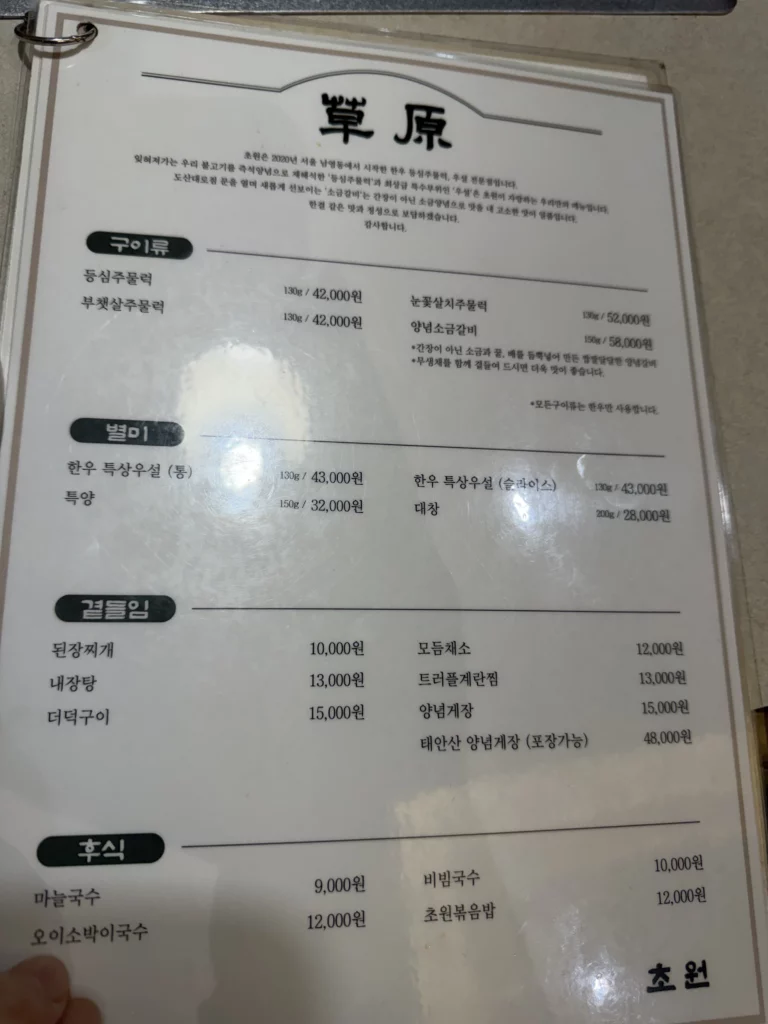 草原
초원은 2020년 서울 남영동에서 시작한 한우 등심주물럭, 우설 전문점입니다.
잊혀져가는 우리 불고기를 즉석양념으로 재해석한 '등심주물럭'과 최상급 특수부위인 '우설'은 초원이 자랑하는 우리만의 메뉴입니다.
도산대로점 문을 열며 새롭게 선보이는 '소금갈비'는 간장이 아닌 소금양념으로 맛을 내 고소한 맛이 일품입니다.
한결 같은 맛과 정성으로 보답하겠습니다.
감사합니다.
구이류
등심주물럭 130g / 42,000원
부챗살주물럭 130g / 42,000원
눈꽃살치주물럭 130g / 52,000원
양념소금갈비 150g / 58,000원
*간장이 아닌 소금과 꿀, 배를 듬뿍넣어 만든 양념갈비
*무생채를 함께 곁들여 드시면 더욱 맛이 좋습니다.
*모든구이류는 한우만 사용합니다.
별미
한우 특상우설 (통) 130g / 43,000원
특양 150g / 32,000원
한우 특상우설 (슬라이스) 130g / 43,000원
대창 200g / 28,000원
곁들임
된장찌개 10,000원
내장탕 13,000원
더덕구이 15,000원
모듬채소 12,000원
트러플계란찜 13,000원
양념게장 15,000원
태안산 양념게장 (포장가능) 48,000원
후식
마늘국수 9,000원
오이소박이국수 12,000원
비빔국수 10,000원
초원볶음밥 12,000원
초원